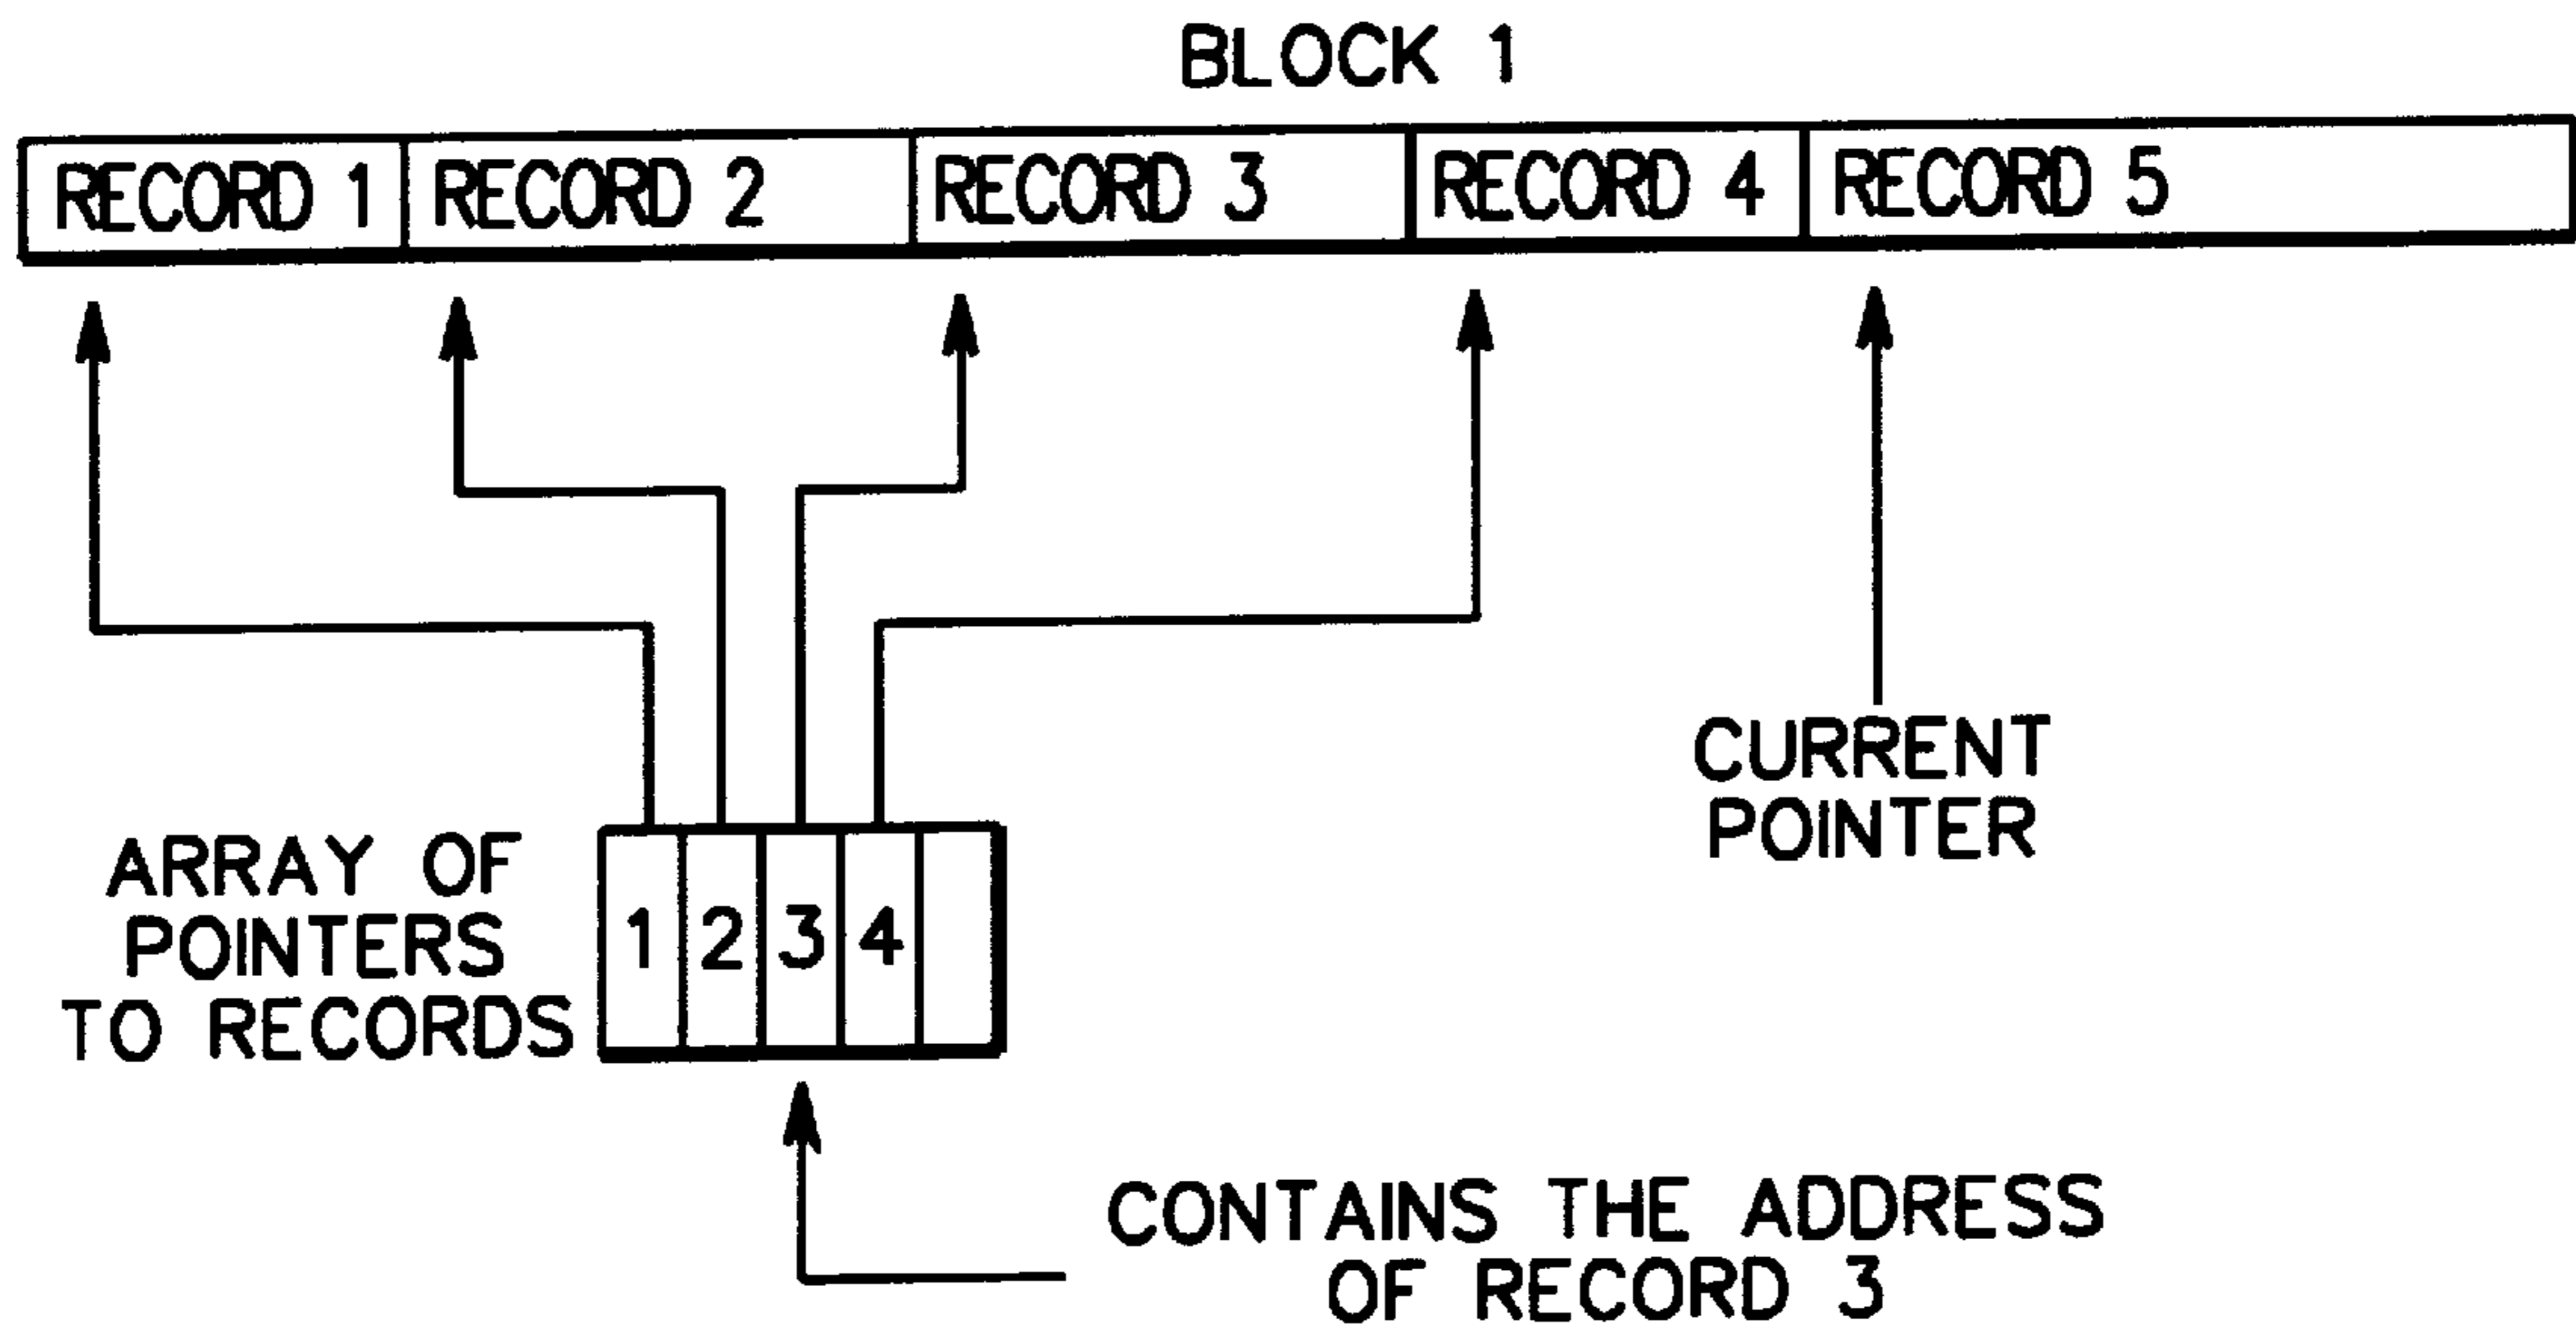 BLOCK 1
RECORD 1 RECORD 2 RECORD 3 RECORD 4 RECORD 5
CURRENT
POINTER
ARRAY OF
POINTERS
TO RECORDS
1 2 3 4
CONTAINS THE ADDRESS
OF RECORD 3